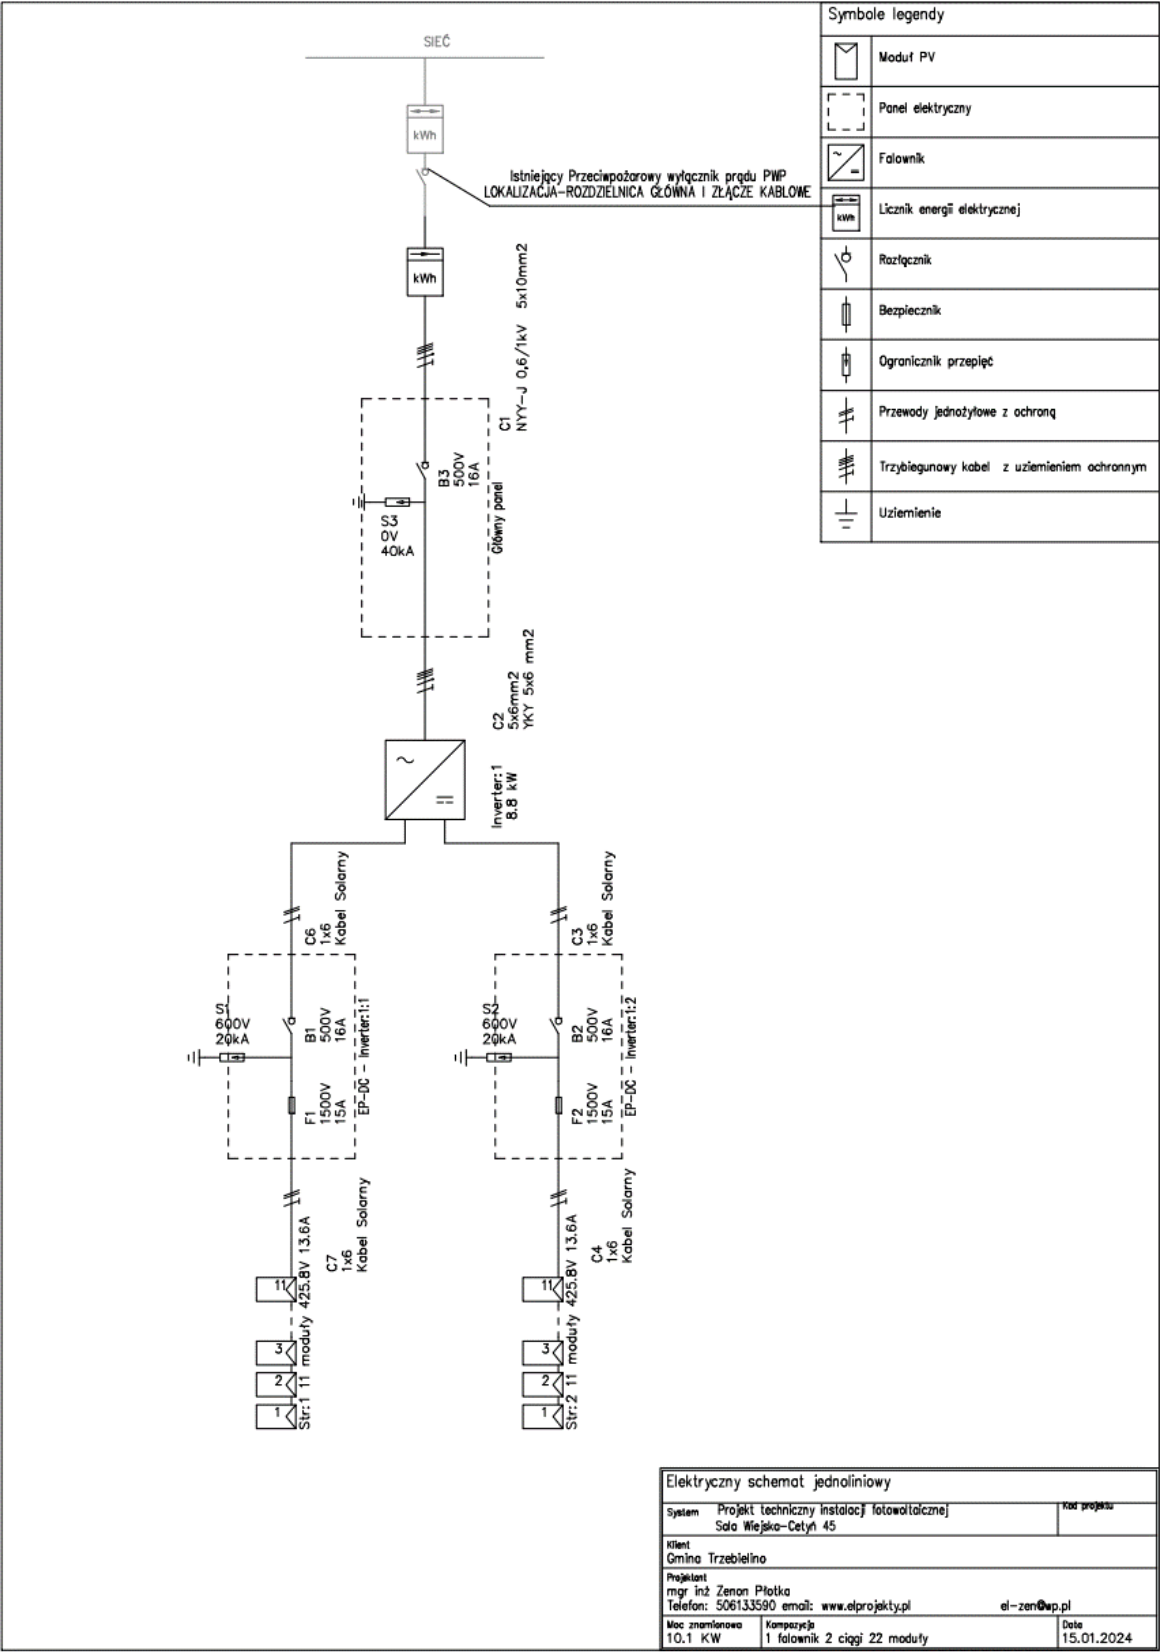 SIEĆ
kWh
Istniejący Przeciwpożarowy wyłącznik prądu PWP
LOKALIZACJA-ROZDZIELNICA GŁÓWNA I ZŁĄCZE KABLOWE
kWh
C1
NYY-J 0,6/1kV 5x10mm2
B3
500V
16A
S3
0V
40kA
Główny panel
C2
5x6mm2
YKY 5x6 mm2
Inverter:1
8.8 kW
C6
1x6
Kabel Solarny
C3
1x6
Kabel Solarny
S1
600V
20kA
B1
500V
16A
F1
1500V
15A
EP-DC - Inverter:1:1
S2
600V
20kA
B2
500V
16A
F2
1500V
15A
EP-DC - Inverter:1:2
C7
1x6
Kabel Solarny
C4
1x6
Kabel Solarny
11
3
2
1
Str:1 11 moduły 425.8V 13.6A
11
3
2
1
Str:2 11 moduły 425.8V 13.6A
Symbole legendy
Moduł PV
Panel elektryczny
Falownik
kWh
Licznik energii elektrycznej
Rozłącznik
Bezpiecznik
Ogranicznik przepięć
Przewody jednożyłowe z ochroną
Trzybiegunowy kabel z uziemieniem ochronnym
Uziemienie
Elektryczny schemat jednoliniowy
System Projekt techniczny instalacji fotowoltaicznej
Sala Wiejska-Cetyń 45
Kod projektu
Klient
Gmina Trzebielino
Projektant
mgr inż Zenon Płotka
Telefon: 506133590 email: www.elprojekty.pl el-zen@wp.pl
Moc znamionowa
10.1 KW
Kompozycja
1 falownik 2 ciągi 22 moduły
Data
15.01.2024